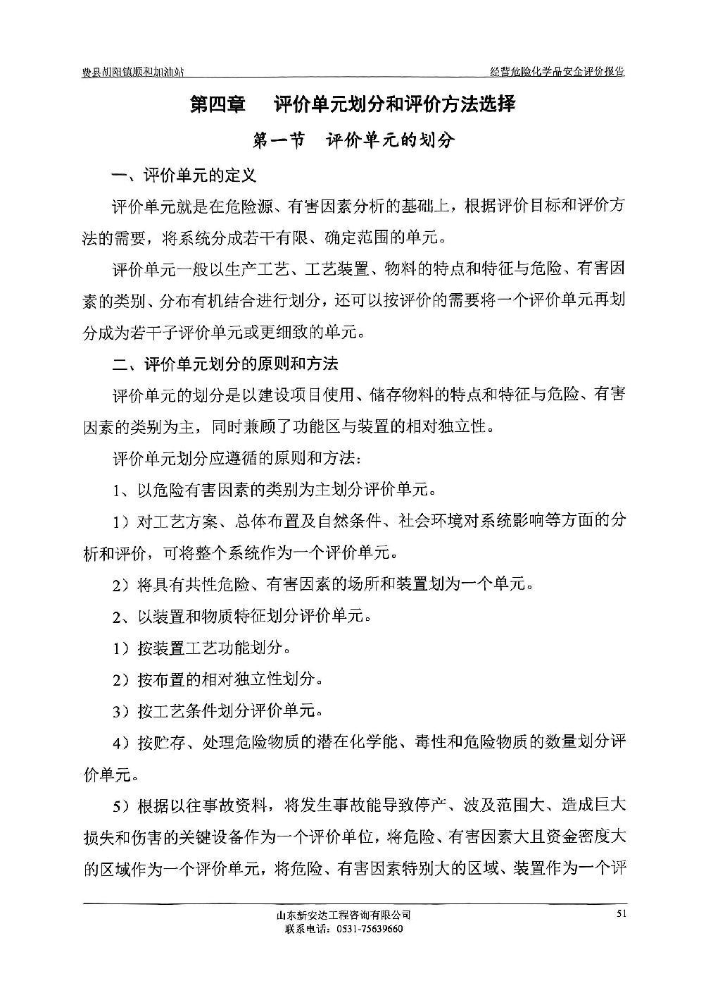 费县胡阳镇顺和加油站
经营危险化学品安全评价报告
第四章 评价单元划分和评价方法选择
第一节 评价单元的划分
一、评价单元的定义
评价单元就是在危险源、有害因素分析的基础上，根据评价目标和评价方
法的需要，将系统分成若干有限、确定范围的单元。
评价单元一般以生产工艺、工艺装置、物料的特点和特征与危险、有害因
素的类别、分布有机结合进行划分，还可以按评价的需要将一个评价单元再划
分成为若干子评价单元或更细致的单元。
二、评价单元划分的原则和方法
评价单元的划分是以建设项目使用、储存物料的特点和特征与危险、有害
因素的类别为主，同时兼顾了功能区与装置的相对独立性。
评价单元划分应遵循的原则和方法：
1、以危险有害因素的类别为主划分评价单元。
1）对工艺方案、总体布置及自然条件、社会环境对系统影响等方面的分
析和评价，可将整个系统作为一个评价单元。
2）将具有共性危险、有害因素的场所和装置划为一个单元。
2、以装置和物质特征划分评价单元。
1）按装置工艺功能划分。
2）按布置的相对独立性划分。
3）按工艺条件划分评价单元。
4）按贮存、处理危险物质的潜在化学能、毒性和危险物质的数量划分评
价单元。
5）根据以往事故资料，将发生事故能导致停产、波及范围大、造成巨大
损失和伤害的关键设备作为一个评价单位，将危险、有害因素大且资金密度大
的区域作为一个评价单元，将危险、有害因素特别大的区域、装置作为一个评
山东新安达工程咨询有限公司
51
联系电话：0531-75639660